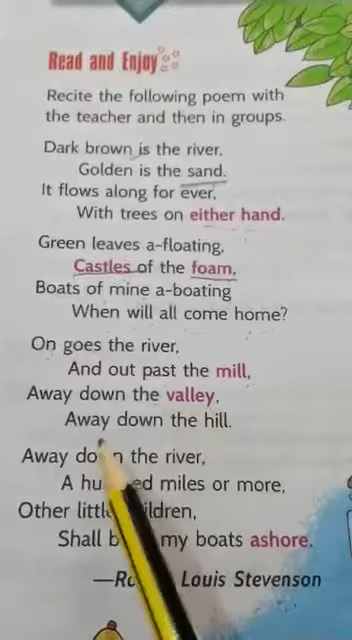 Read and Enjoy
Recite the following poem with
the teacher and then in groups.
Dark brown is the river,
Golden is the sand.
It flows along for ever,
With trees on either hand.
Green leaves a-floating,
Castles of the foam,
Boats of mine a-boating
When will all come home?
On goes the river,
And out past the mill,
Away down the valley,
Away down the hill.
Away down the river,
A hundred miles or more,
Other little children,
Shall my boats ashore.
— Louis Stevenson